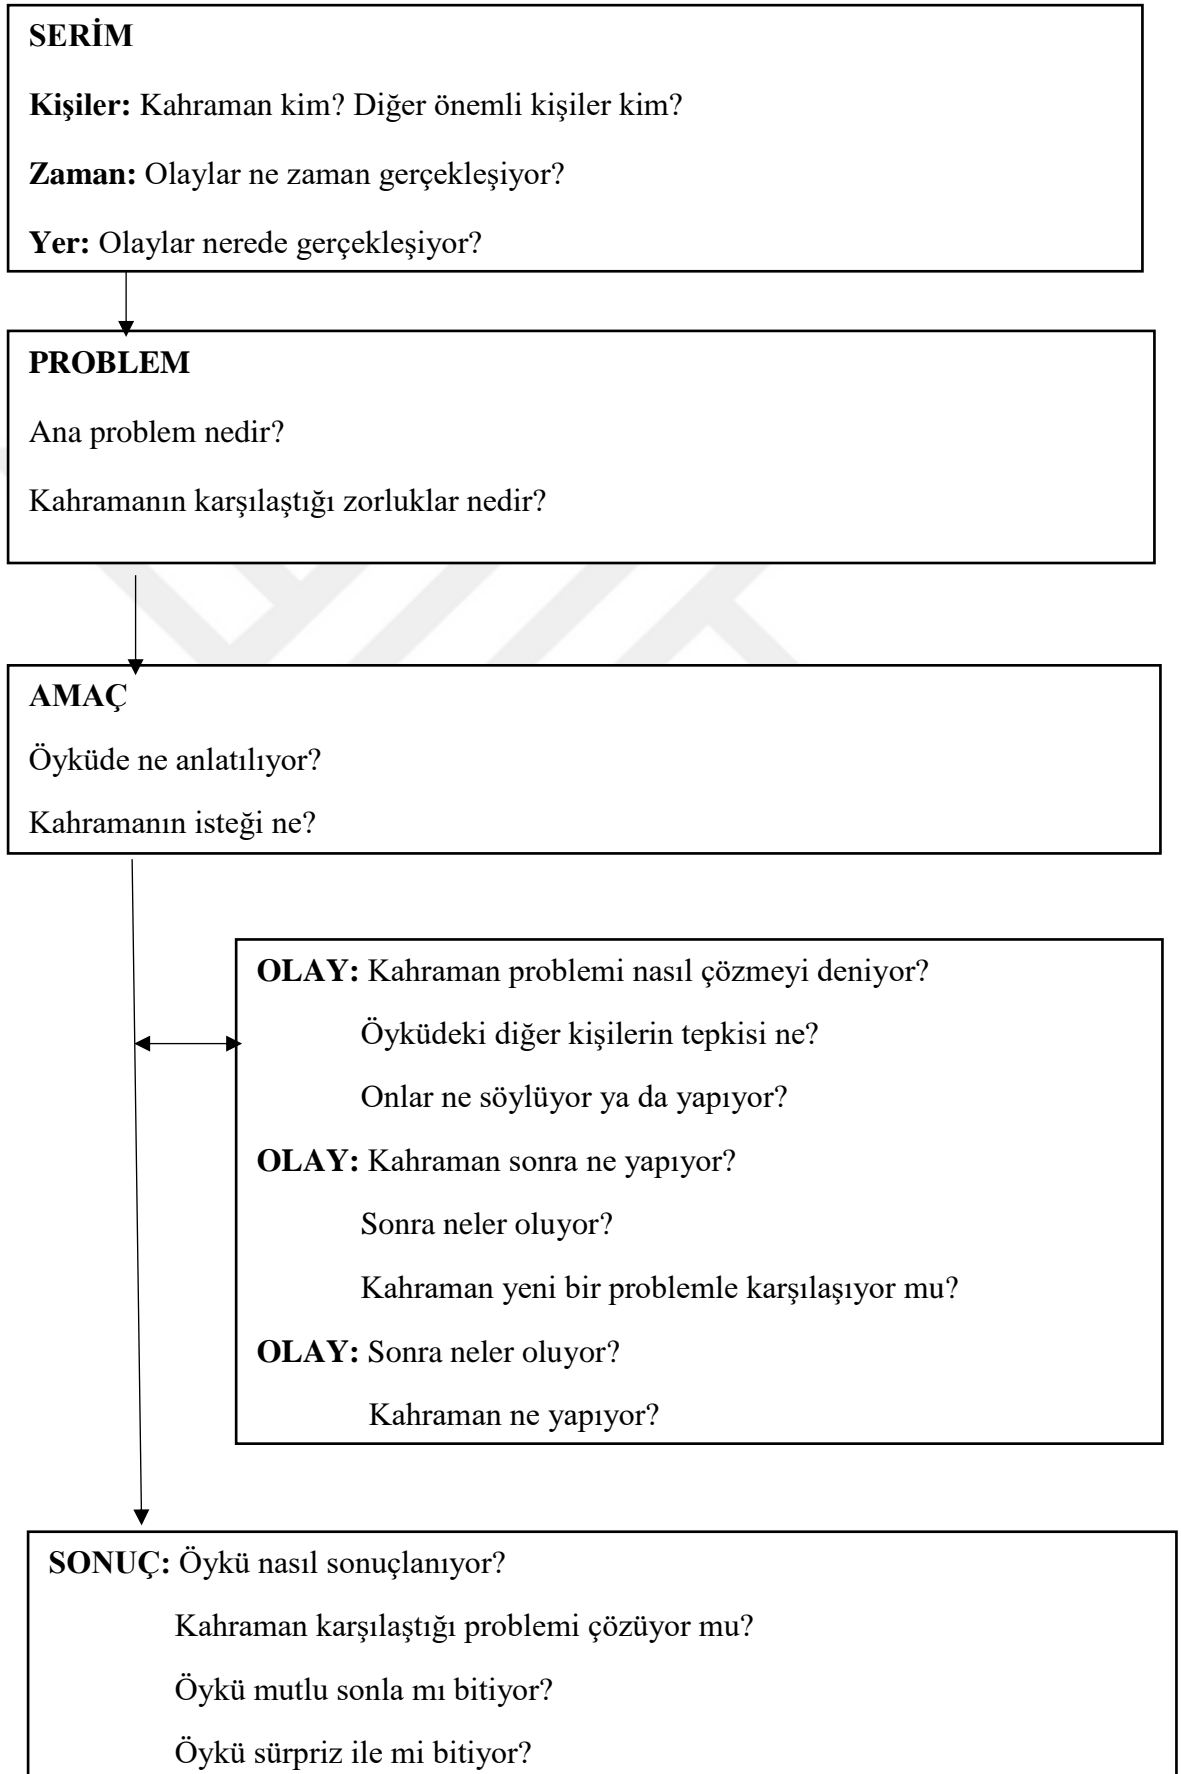 SERİM
Kişiler: Kahraman kim? Diğer önemli kişiler kim?
Zaman: Olaylar ne zaman gerçekleşiyor?
Yer: Olaylar nerede gerçekleşiyor?
PROBLEM
Ana problem nedir?
Kahramanın karşılaştığı zorluklar nedir?
AMAÇ
Öyküde ne anlatılıyor?
Kahramanın isteği ne?
OLAY: Kahraman problemi nasıl çözmeyi deniyor?
Öyküdeki diğer kişilerin tepkisi ne?
Onlar ne söylüyor ya da yapıyor?
OLAY: Kahraman sonra ne yapıyor?
Sonra neler oluyor?
Kahraman yeni bir problemle karşılaşıyor mu?
OLAY: Sonra neler oluyor?
Kahraman ne yapıyor?
SONUÇ: Öykü nasıl sonuçlanıyor?
Kahraman karşılaştığı problemi çözüyor mu?
Öykü mutlu sonla mı bitiyor?
Öykü sürpriz ile mi bitiyor?